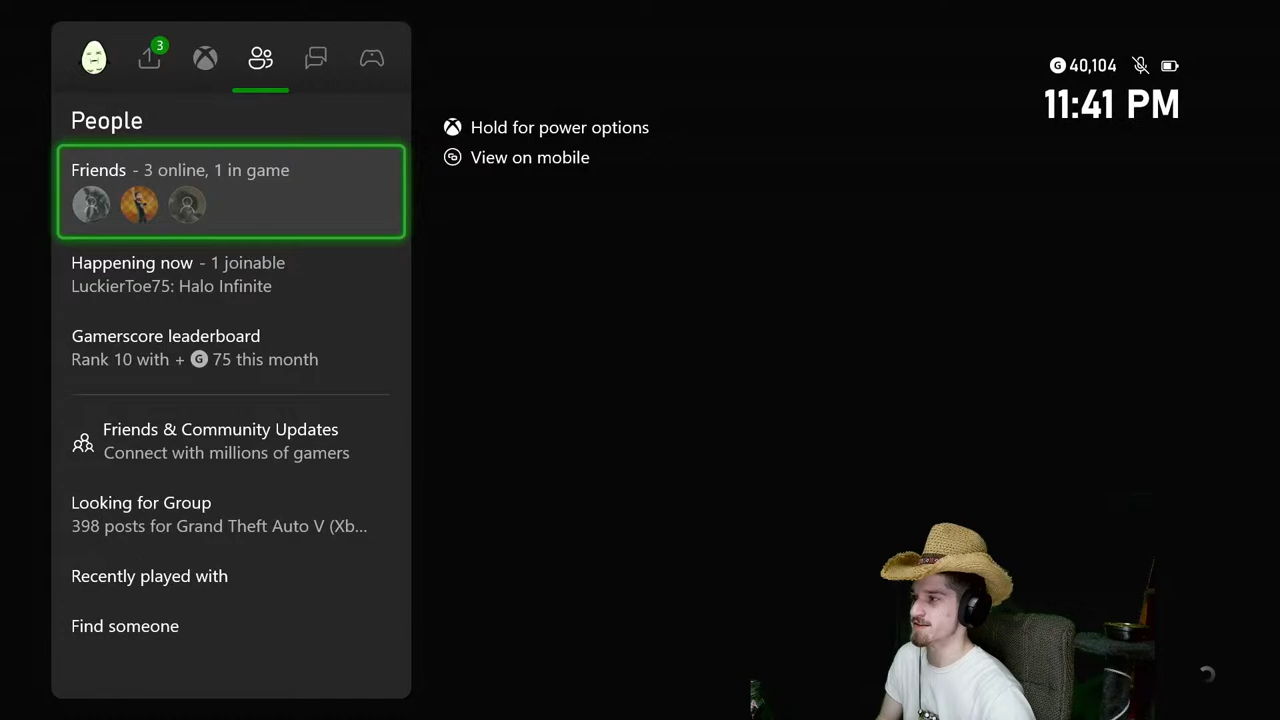 3
G 40,104
11:41 PM
People
Hold for power options
View on mobile
Friends - 3 online, 1 in game
Happening now - 1 joinable
LuckierToe75: Halo Infinite
Gamerscore leaderboard
Rank 10 with + G 75 this month
Friends & Community Updates
Connect with millions of gamers
Looking for Group
398 posts for Grand Theft Auto V (Xb...
Recently played with
Find someone